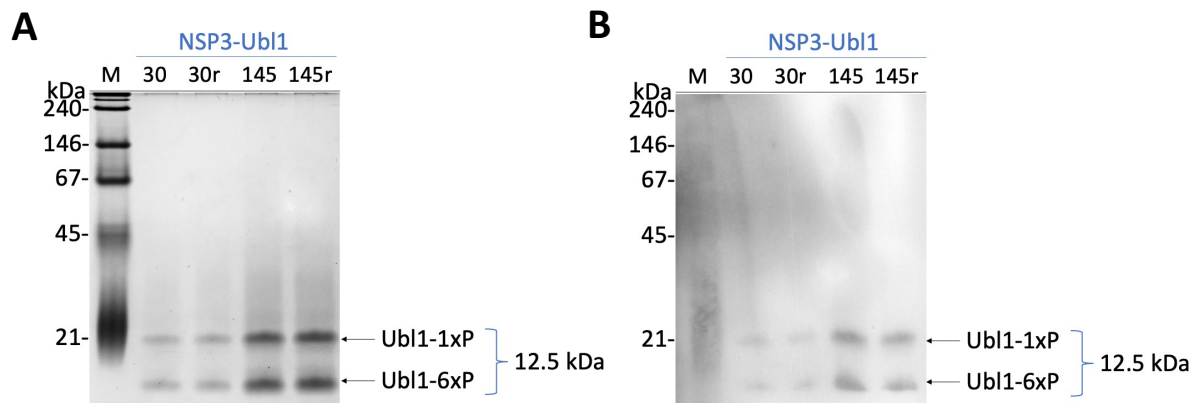 A
NSP3-Ubl1
M 30 30r 145 145r
kDa
240-
146-
67-
45-
21-
Ubl1-1xP
Ubl1-6xP
12.5 kDa
B
NSP3-Ubl1
M 30 30r 145 145r
kDa
240-
146-
67-
45-
21-
Ubl1-1xP
Ubl1-6xP
12.5 kDa